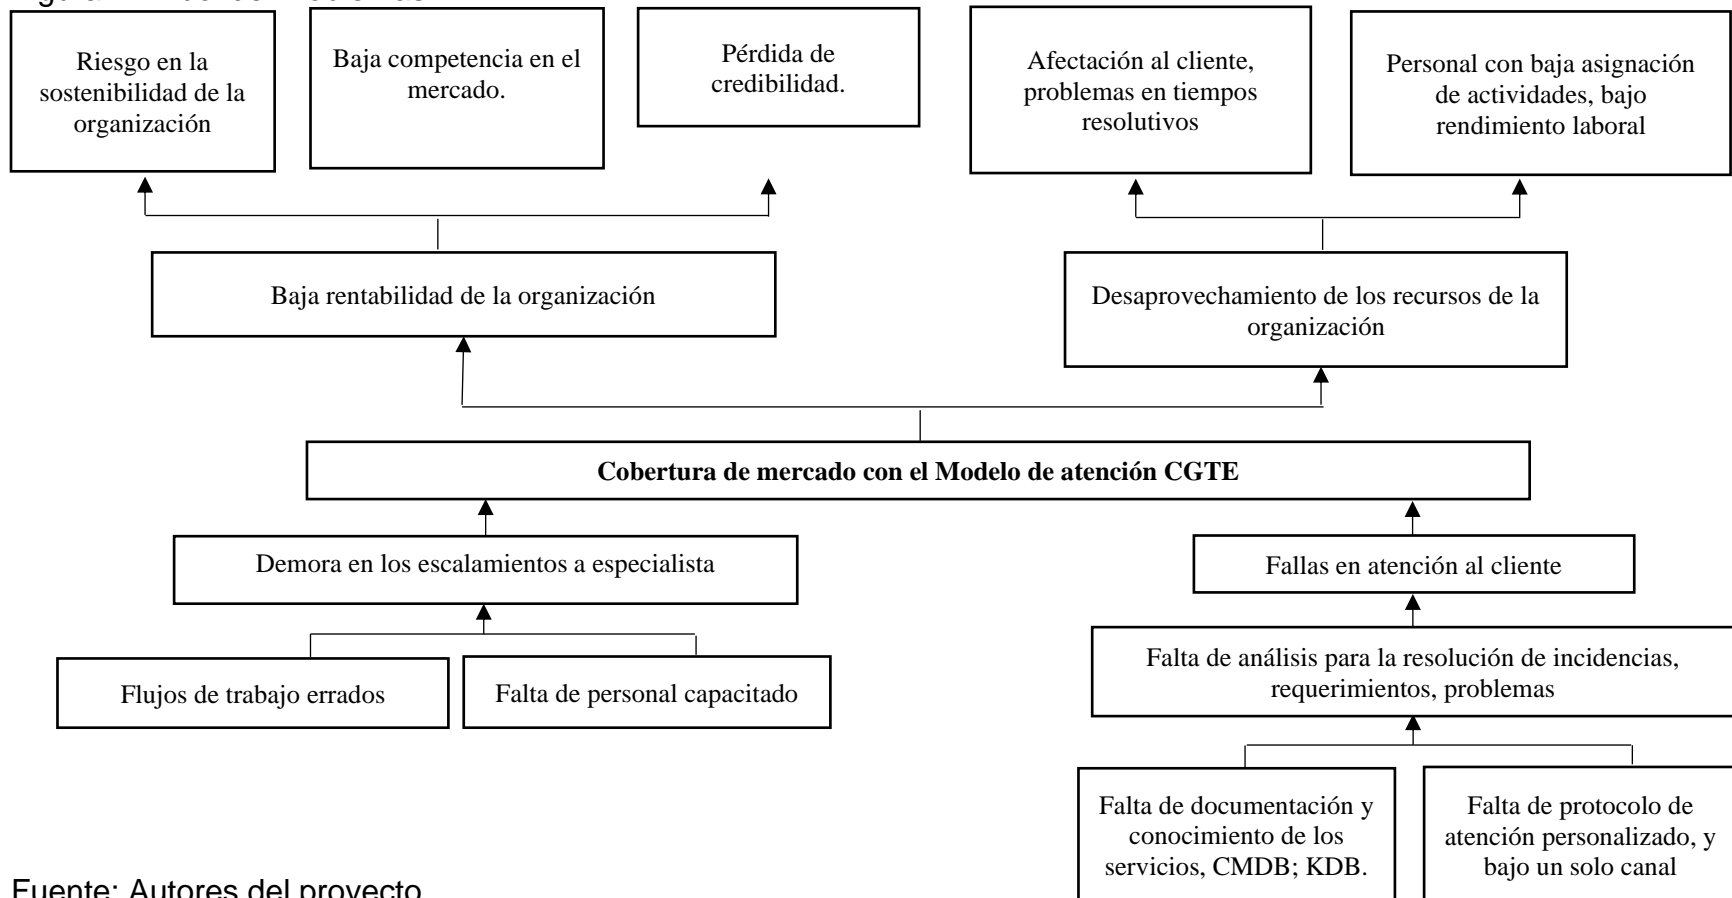 Riesgo en la
sostenibilidad de la
organización
Baja competencia en el
mercado.
Pérdida de
credibilidad.
Afectación al cliente,
problemas en tiempos
resolutivos
Personal con baja asignación
de actividades, bajo
rendimiento laboral
Baja rentabilidad de la organización
Desaprovechamiento de los recursos de la
organización
Cobertura de mercado con el Modelo de atención CGTE
Demora en los escalamientos a especialista
Fallas en atención al cliente
Flujos de trabajo errados
Falta de personal capacitado
Falta de análisis para la resolución de incidencias,
requerimientos, problemas
Falta de documentación y
conocimiento de los
servicios, CMDB; KDB.
Falta de protocolo de
atención personalizado, y
bajo un solo canal
Fuente: Autores del proyecto